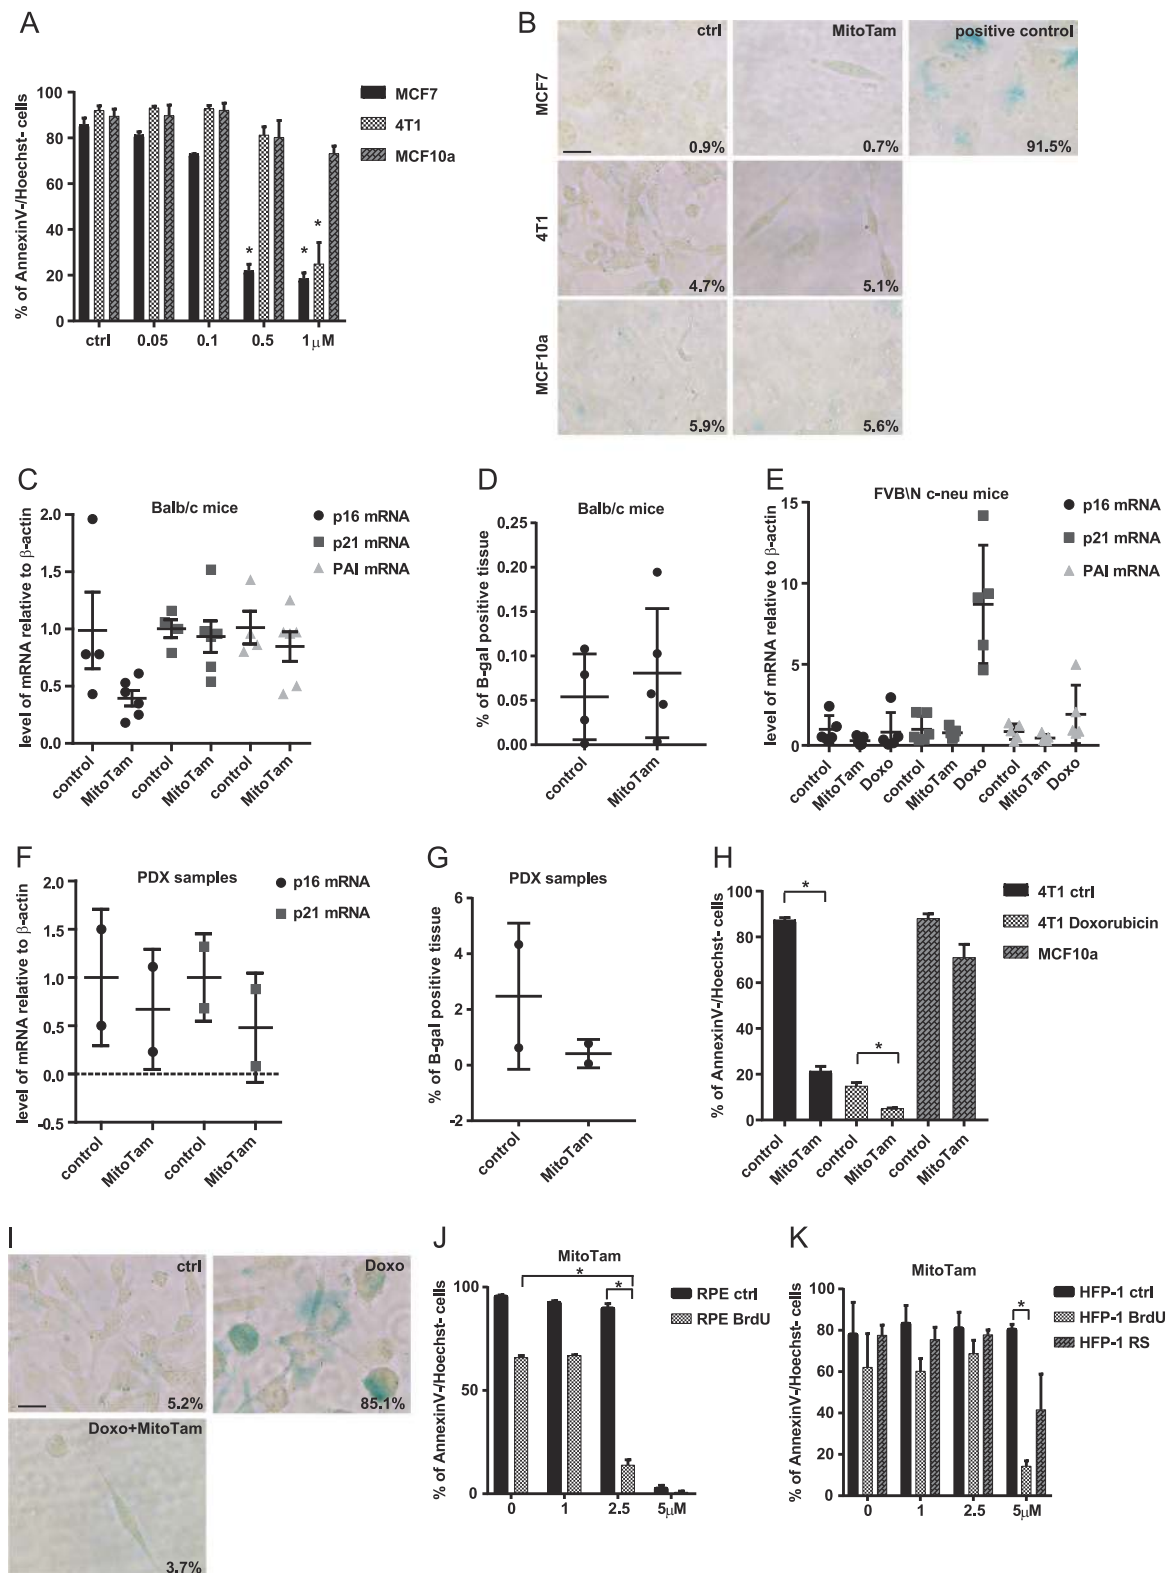 A
% of AnnexinV-/Hoechst- cells
100
80
60
40
20
0
* * *
ctrl 0.05 0.1 0.5 1μM
MCF7
4T1
MCF10a
B
ctrl MitoTam positive control
MCF7
0.9% 0.7% 91.5%
4T1
4.7% 5.1%
MCF10a
5.9% 5.6%
C
Balb/c mice
level of mRNA relative to β-actin
2.0
1.5
1.0
0.5
0.0
control MitoTam control MitoTam control MitoTam
p16 mRNA
p21 mRNA
PAI mRNA
D
Balb/c mice
% of B-gal positive tissue
0.25
0.20
0.15
0.10
0.05
0.00
control MitoTam
E
FVB\N c-neu mice
level of mRNA relative to β-actin
15
10
5
0
control MitoTam Doxo control MitoTam Doxo control MitoTam Doxo
p16 mRNA
p21 mRNA
PAI mRNA
F
PDX samples
level of mRNA relative to β-actin
2.0
1.5
1.0
0.5
0.0
-0.5
control MitoTam control MitoTam
p16 mRNA
p21 mRNA
G
PDX samples
% of B-gal positive tissue
6
4
2
0
-2
control MitoTam
H
% of AnnexinV-/Hoechst- cells
100
80
60
40
20
0
* *
control MitoTam control MitoTam control MitoTam
4T1 ctrl
4T1 Doxorubicin
MCF10a
I
ctrl Doxo
5.2% 85.1%
Doxo+MitoTam
3.7%
J
MitoTam
% of AnnexinV-/Hoechst- cells
100
50
0
* *
0 1 2.5 5μM
RPE ctrl
RPE BrdU
K
MitoTam
% of AnnexinV-/Hoechst- cells
100
80
60
40
20
0
*
0 1 2.5 5μM
HFP-1 ctrl
HFP-1 BrdU
HFP-1 RS